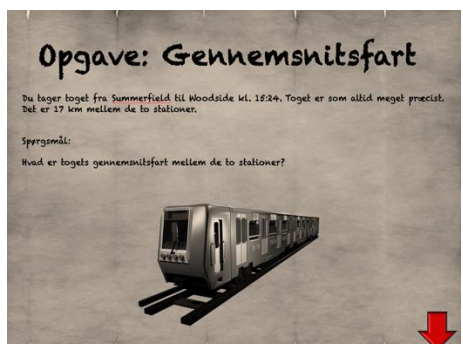 Opgave: Gennemsnitsfart
Du tager toget fra Summerfield til Woodside kl. 15:24. Toget er som altid meget præcist.
Det er 17 km mellem de to stationer.
Spørgsmål:
Hvad er togets gennemsnitsfart mellem de to stationer?